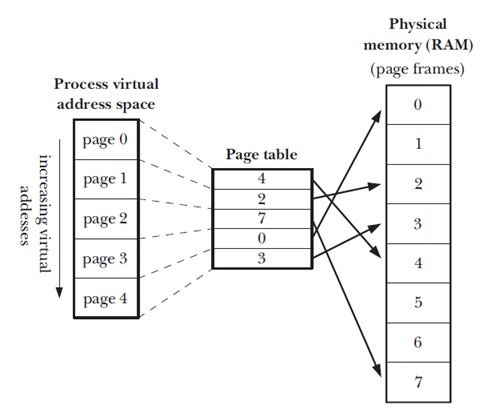 Process virtual
address space
page 0
page 1
page 2
page 3
page 4
increasing virtual
addesses
Page table
4
2
7
0
3
Physical
memory (RAM)
(page frames)
0
1
2
3
4
5
6
7